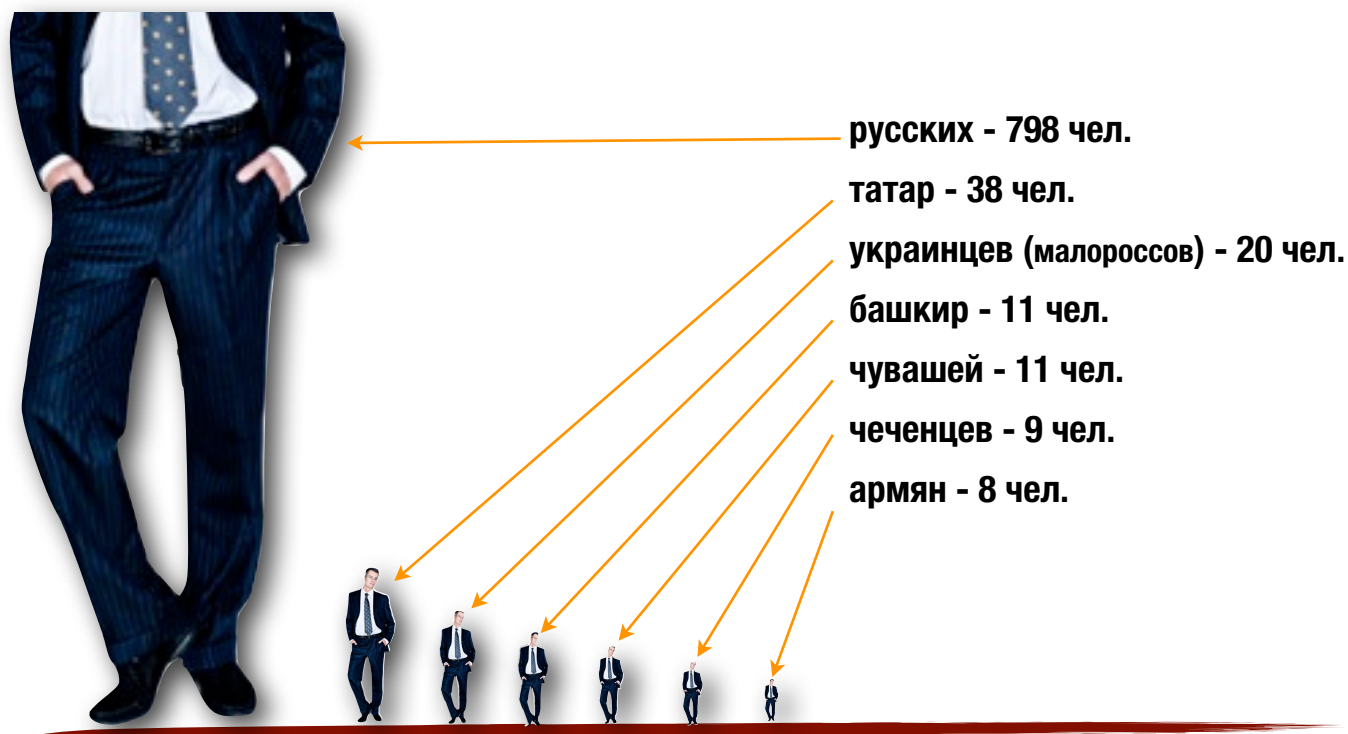 русских - 798 чел.
татар - 38 чел.
украинцев (малороссов) - 20 чел.
башкир - 11 чел.
чувашей - 11 чел.
чеченцев - 9 чел.
армян - 8 чел.